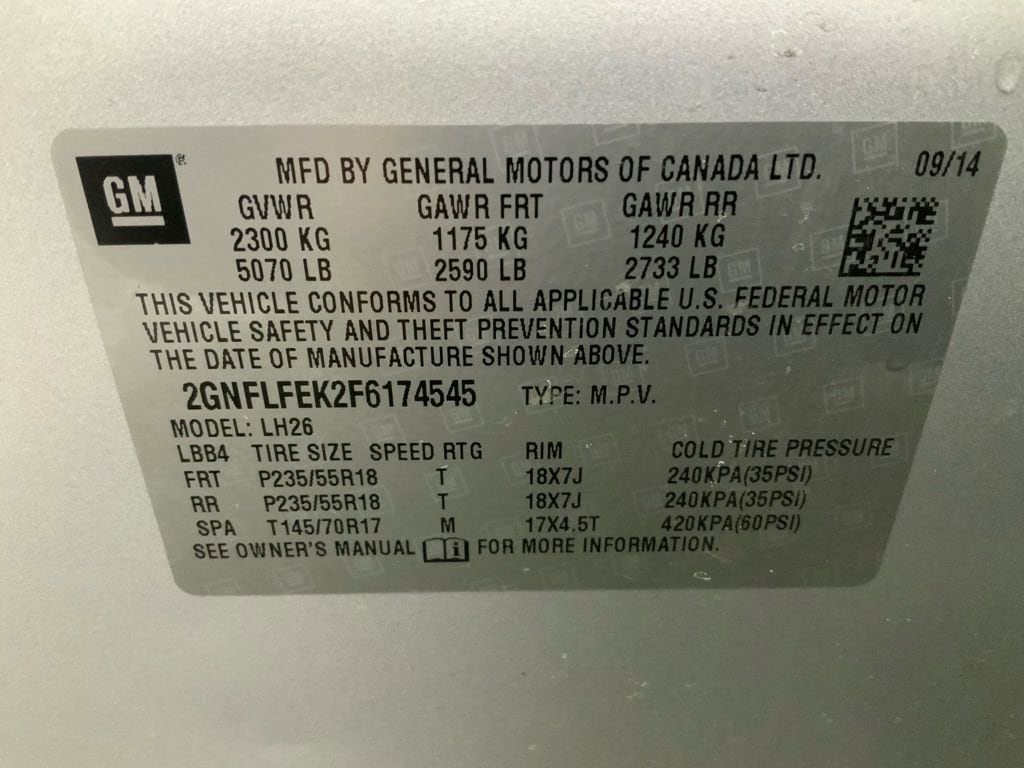 GM ® MFD BY GENERAL MOTORS OF CANADA LTD. 09/14
GVWR GAWR FRT GAWR RR
2300 KG 1175 KG 1240 KG
5070 LB 2590 LB 2733 LB
THIS VEHICLE CONFORMS TO ALL APPLICABLE U.S. FEDERAL MOTOR
VEHICLE SAFETY AND THEFT PREVENTION STANDARDS IN EFFECT ON
THE DATE OF MANUFACTURE SHOWN ABOVE.
2GNFLFEK2F6174545 TYPE: M.P.V.
MODEL: LH26
LBB4 TIRE SIZE SPEED RTG RIM COLD TIRE PRESSURE
FRT P235/55R18 T 18X7J 240KPA(35PSI)
RR P235/55R18 T 18X7J 240KPA(35PSI)
SPA T145/70R17 M 17X4.5T 420KPA(60PSI)
SEE OWNER'S MANUAL i FOR MORE INFORMATION.